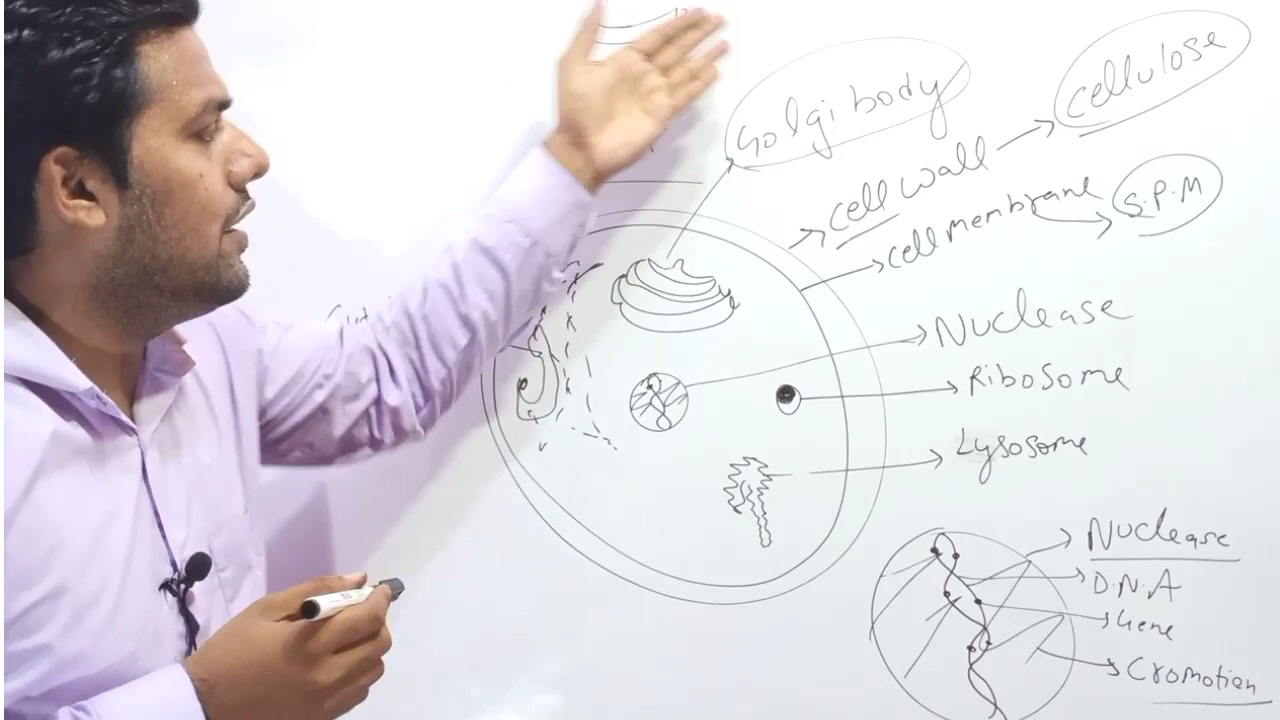 Golgi body
cellulose
cell wall
cell membrane
S.P.M
Nuclease
Ribosome
Lysosome
Nuclease
D.N.A
Gene
Cromotien